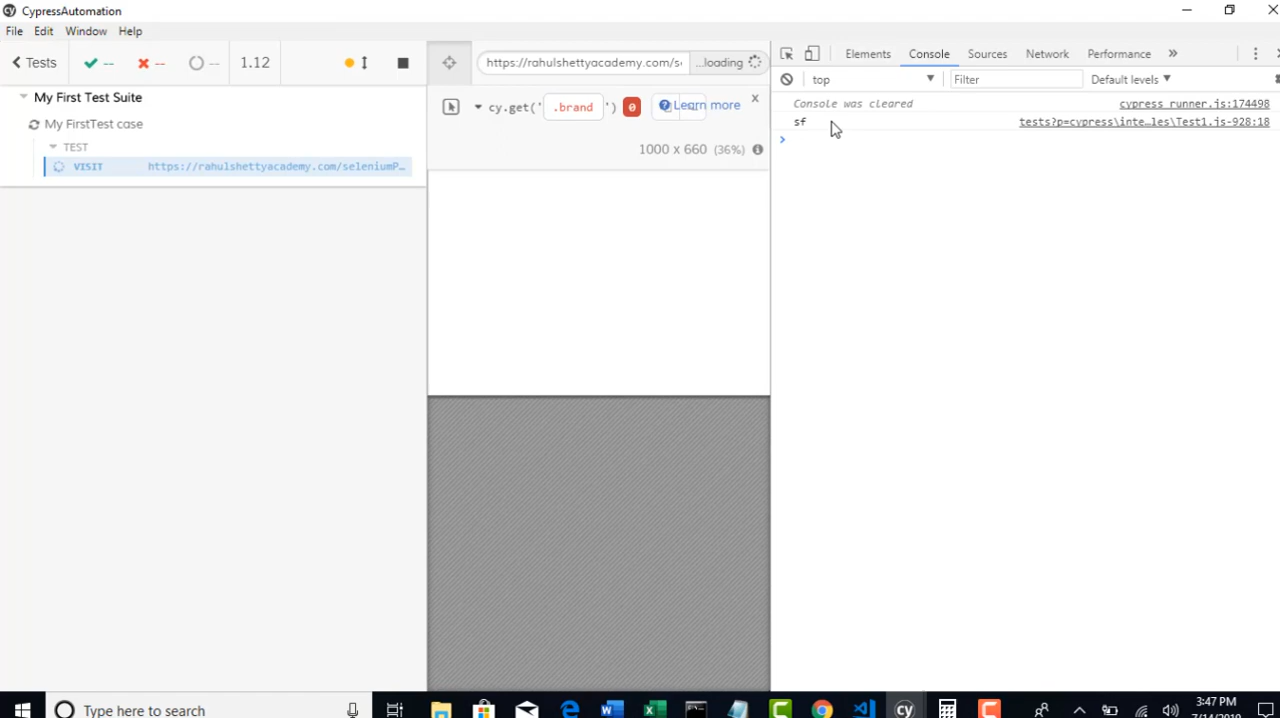 CypressAutomation
File Edit Window Help
Tests -- -- -- 1.12
My First Test Suite
My FirstTest case
TEST
VISIT https://rahulshettyacademy.com/seleniumP...
https://rahulshettyacademy.com/s ...loading
cy.get(' .brand ') 0 Learn more x
1000 x 660 (36%)
Elements Console Sources Network Performance »
top Filter Default levels
Console was cleared cypress_runner.js:174498
sf tests?p=cypress\inte…les\Test1.js-928:18
Type here to search
3:47 PM